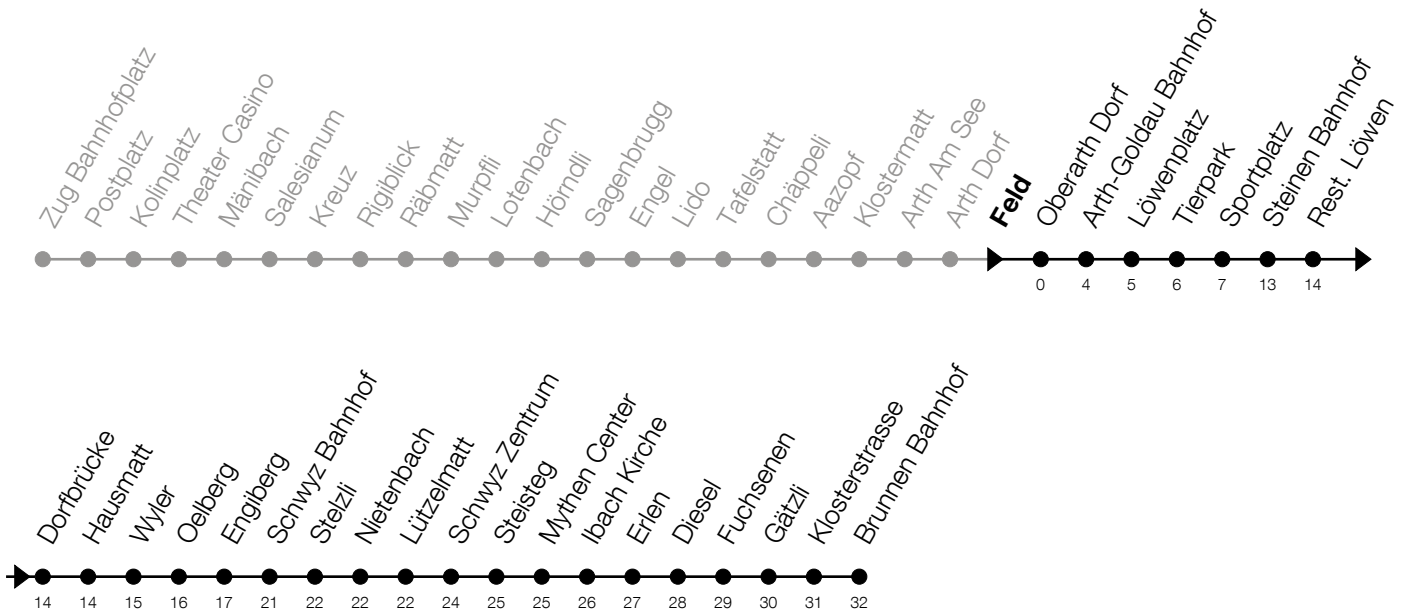 Zug Bahnhofplatz
Postplatz
Kolinplatz
Theater Casino
Mänibach
Salesianum
Kreuz
Rigiblick
Räbmatt
Murpfli
Lotenbach
Hörndli
Sagenbrugg
Engel
Lido
Tafelstatt
Chäppeli
Aazopf
Klostermatt
Arth Am See
Arth Dorf
Feld
Oberarth Dorf
Arth-Goldau Bahnhof
Löwenplatz
Tierpark
Sportplatz
Steinen Bahnhof
Rest. Löwen
0 4 5 6 7 13 14
Dorfbrücke
Hausmatt
Wyler
Oelberg
Engiberg
Schwyz Bahnhof
Stelzli
Nietenbach
Lützelmatt
Schwyz Zentrum
Steisteg
Mythen Center
Ibach Kirche
Erlen
Diesel
Fuchsenen
Gätzli
Klosterstrasse
Brunnen Bahnhof
14 14 15 16 17 21 22 22 22 24 25 25 26 27 28 29 30 31 32